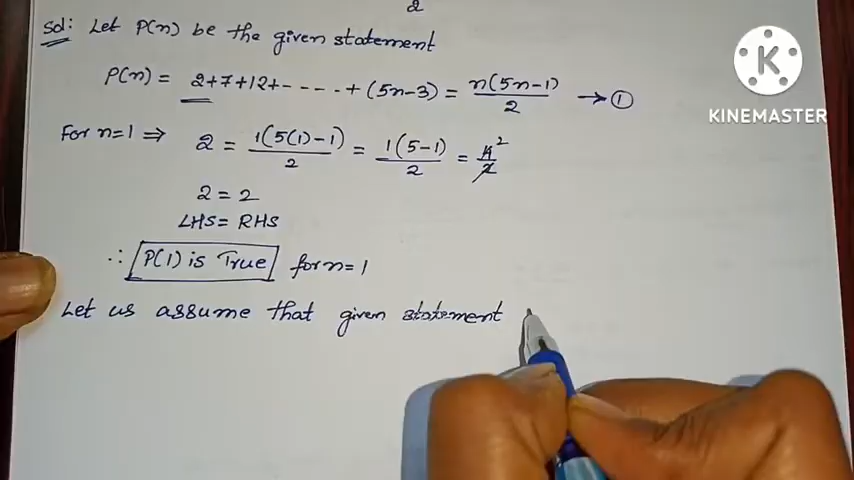 2
Sol: Let P(n) be the given statement
P(n) = 2+7+12+-----+(5n-3) = n(5n-1)/2 → ①
For n=1 ⇒ 2 = 1(5(1)-1)/2 = 1(5-1)/2 = 4/2 2
2 = 2
LHS = RHS
∴ P(1) is True for n=1
Let us assume that given statement
K
KINEMASTER